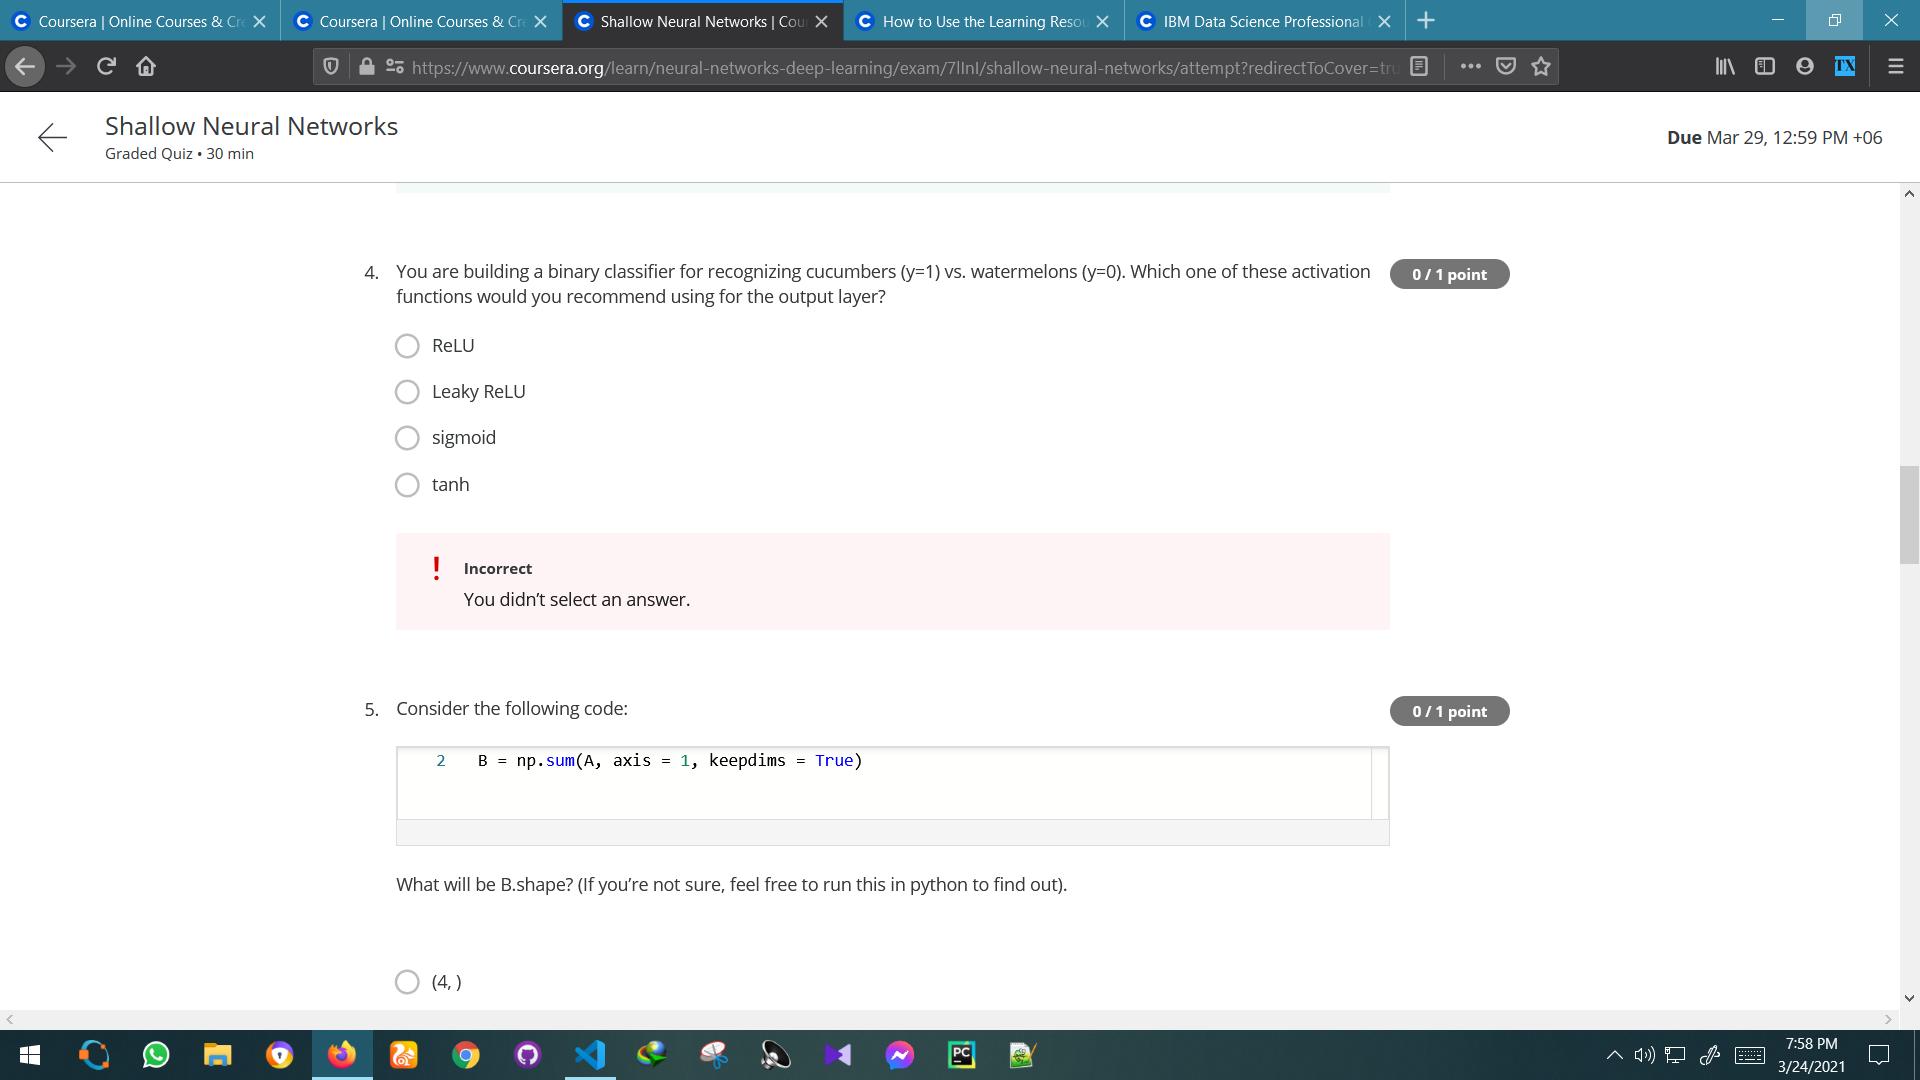 Coursera | Online Courses & Cre
Coursera | Online Courses & Cre
Shallow Neural Networks | Cour
How to Use the Learning Resou
IBM Data Science Professional
https://www.coursera.org/learn/neural-networks-deep-learning/exam/7lInI/shallow-neural-networks/attempt?redirectToCover=tru
Shallow Neural Networks
Graded Quiz • 30 min
Due Mar 29, 12:59 PM +06
4. You are building a binary classifier for recognizing cucumbers (y=1) vs. watermelons (y=0). Which one of these activation
functions would you recommend using for the output layer?
0 / 1 point
ReLU
Leaky ReLU
sigmoid
tanh
! Incorrect
You didn't select an answer.
5. Consider the following code:
0 / 1 point
2 B = np.sum(A, axis = 1, keepdims = True)
What will be B.shape? (If you're not sure, feel free to run this in python to find out).
(4, )
7:58 PM
3/24/2021